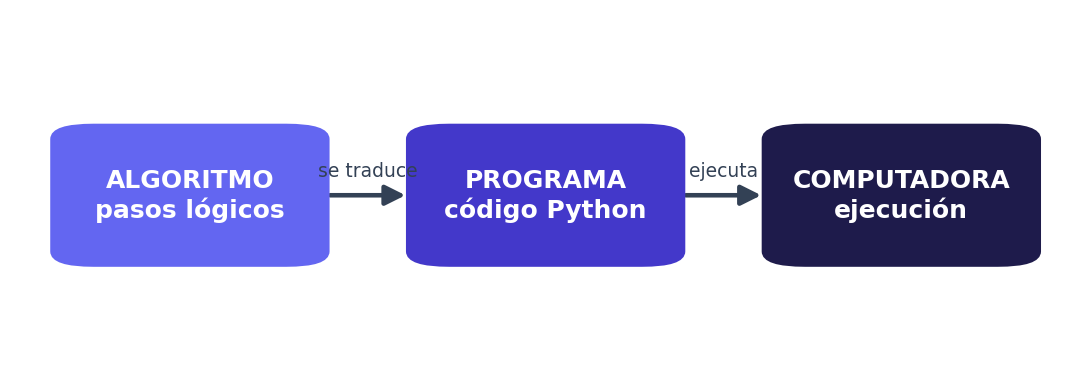 ALGORITMO
pasos lógicos
se traduce
PROGRAMA
código Python
ejecuta
COMPUTADORA
ejecución